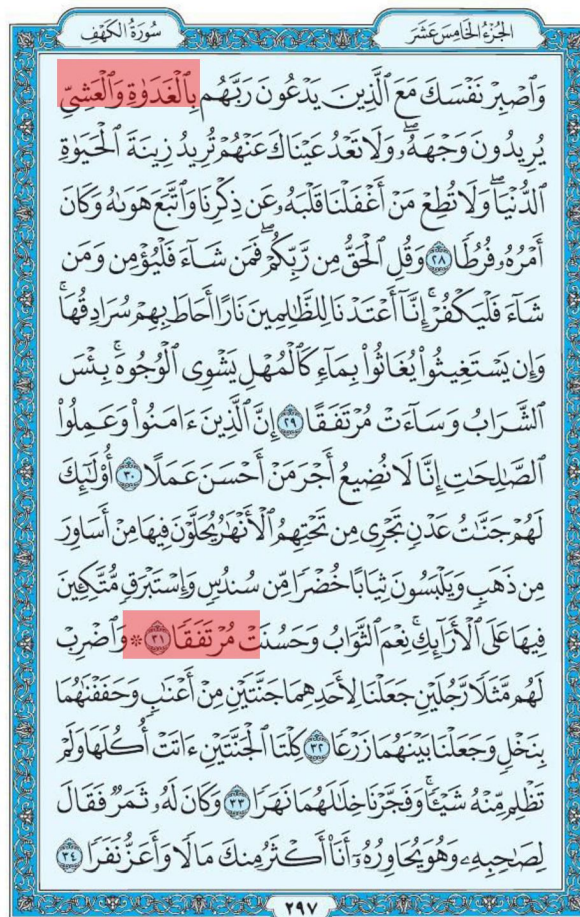 سُورَةُ الكَهْفِ
الجُزْءُ الخَامِسَ عَشَرَ
وَٱصْبِرْ نَفْسَكَ مَعَ ٱلَّذِينَ يَدْعُونَ رَبَّهُم بِٱلْغَدَوٰةِ وَٱلْعَشِيِّ
يُرِيدُونَ وَجْهَهُۥۖ وَلَا تَعْدُ عَيْنَاكَ عَنْهُمْ تُرِيدُ زِينَةَ ٱلْحَيَوٰةِ
ٱلدُّنْيَاۖ وَلَا تُطِعْ مَنْ أَغْفَلْنَا قَلْبَهُۥ عَن ذِكْرِنَا وَٱتَّبَعَ هَوَىٰهُ وَكَانَ
أَمْرُهُۥ فُرُطًا ٢٨ وَقُلِ ٱلْحَقُّ مِن رَّبِّكُمْۖ فَمَن شَآءَ فَلْيُؤْمِن وَمَن
شَآءَ فَلْيَكْفُرْۚ إِنَّآ أَعْتَدْنَا لِلظَّٰلِمِينَ نَارًا أَحَاطَ بِهِمْ سُرَادِقُهَاۚ
وَإِن يَسْتَغِيثُوا۟ يُغَاثُوا۟ بِمَآءٍ كَٱلْمُهْلِ يَشْوِى ٱلْوُجُوهَۚ بِئْسَ
ٱلشَّرَابُ وَسَآءَتْ مُرْتَفَقًا ٢٩ إِنَّ ٱلَّذِينَ ءَامَنُوا۟ وَعَمِلُوا۟
ٱلصَّٰلِحَٰتِ إِنَّا لَا نُضِيعُ أَجْرَ مَنْ أَحْسَنَ عَمَلًا ٣٠ أُو۟لَٰٓئِكَ
لَهُمْ جَنَّٰتُ عَدْنٍ تَجْرِى مِن تَحْتِهِمُ ٱلْأَنْهَٰرُ يُحَلَّوْنَ فِيهَا مِنْ أَسَاوِرَ
مِن ذَهَبٍ وَيَلْبَسُونَ ثِيَابًا خُضْرًا مِّن سُندُسٍ وَإِسْتَبْرَقٍ مُّتَّكِـِٔينَ
فِيهَا عَلَى ٱلْأَرَآئِكِۚ نِعْمَ ٱلثَّوَابُ وَحَسُنَتْ مُرْتَفَقًا ٣١ ۞ وَٱضْرِبْ
لَهُم مَّثَلًا رَّجُلَيْنِ جَعَلْنَا لِأَحَدِهِمَا جَنَّتَيْنِ مِنْ أَعْنَٰبٍ وَحَفَفْنَٰهُمَا
بِنَخْلٍ وَجَعَلْنَا بَيْنَهُمَا زَرْعًا ٣٢ كِلْتَا ٱلْجَنَّتَيْنِ ءَاتَتْ أُكُلَهَا وَلَمْ
تَظْلِم مِّنْهُ شَيْـًٔاۚ وَفَجَّرْنَا خِلَٰلَهُمَا نَهَرًا ٣٣ وَكَانَ لَهُۥ ثَمَرٌ فَقَالَ
لِصَٰحِبِهِۦ وَهُوَ يُحَاوِرُهُۥٓ أَنَا۠ أَكْثَرُ مِنكَ مَالًا وَأَعَزُّ نَفَرًا ٣٤
٢٩٧